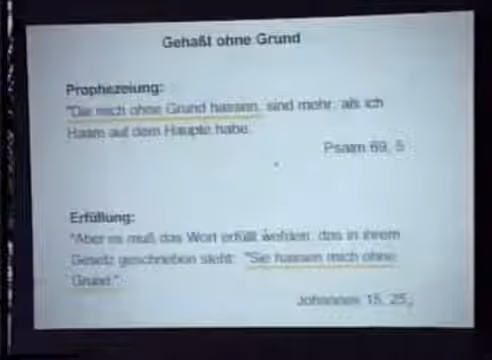 Gehaßt ohne Grund
Prophezeiung:
"Die mich ohne Grund hassen, sind mehr, als ich
Haare auf dem Haupte habe.
Psalm 69, 5
Erfüllung:
"Aber es muß das Wort erfüllt werden, das in ihrem
Gesetz geschrieben steht: "Sie hassen mich ohne
Grund."
Johannes 15, 25